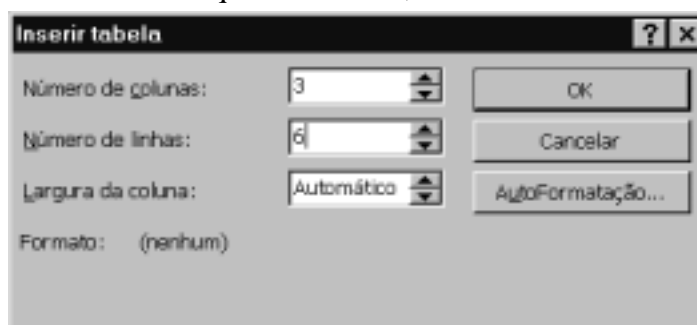 Inserir tabela
Número de colunas: 3 OK
Número de linhas: 6 Cancelar
Largura da coluna: Automático AutoFormatação...
Formato: (nenhum)